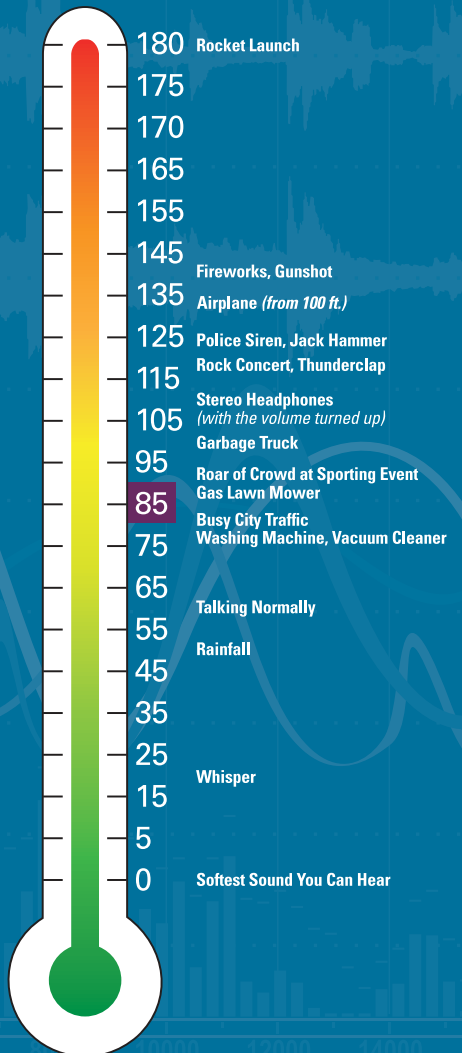 180 Rocket Launch
175
170
165
155
145
Fireworks, Gunshot
135
Airplane (from 100 ft.)
125
Police Siren, Jack Hammer
Rock Concert, Thunderclap
115
Stereo Headphones
(with the volume turned up)
105
Garbage Truck
95
Roar of Crowd at Sporting Event
Gas Lawn Mower
85
Busy City Traffic
Washing Machine, Vacuum Cleaner
75
65
Talking Normally
55
Rainfall
45
35
25
Whisper
15
5
0 Softest Sound You Can Hear
10000 12000 14000